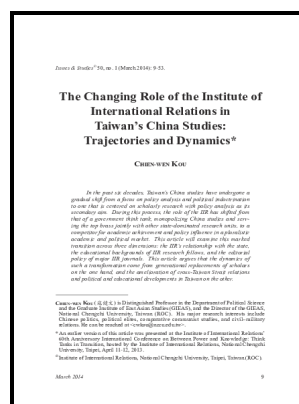 Issues & Studies© 50, no. 1 (March 2014): 9-53.
The Changing Role of the Institute of
International Relations in
Taiwan's China Studies:
Trajectories and Dynamics*
CHIEN-WEN KOU
In the past six decades, Taiwan's China studies have undergone a
gradual shift from a focus on policy analysis and political indoctrination
to one that is centered on scholarly research with policy analysis as its
secondary aim. During this process, the role of the IIR has shifted from
that of a government think tank, monopolizing China studies and serv-
ing the top brass jointly with other state-dominated research units, to a
competitor for academic achievement and policy influence in a pluralistic
academic and political market. This article will examine this marked
transition across three dimensions: the IIR's relationship with the state,
the educational backgrounds of IIR research fellows, and the editorial
policy of major IIR journals. This article argues that the dynamics of
such a transformation come from generational replacements of scholars
on the one hand, and the amelioration of cross-Taiwan Strait relations
and political and educational developments in Taiwan on the other.
CHIEN-WEN KOU (寇健文) is Distinguished Professor in the Department of Political Science
and the Graduate Institute of East Asian Studies (GIEAS), and the Director of the GIEAS,
National Chengchi University, Taiwan (ROC). His major research interests include
Chinese politics, political elites, comparative communist studies, and civil-military
relations. He can be reached at
*An earlier version of this article was presented at the Institute of International Relations'
60th Anniversary International Conference on Between Power and Knowledge: Think
Tanks in Transition, hosted by the Institute of International Relations, National Chengchi
University, Taipei, April 11-12, 2013.
Institute of International Relations, National Chengchi University, Taipei, Taiwan (ROC).
March 2014
9